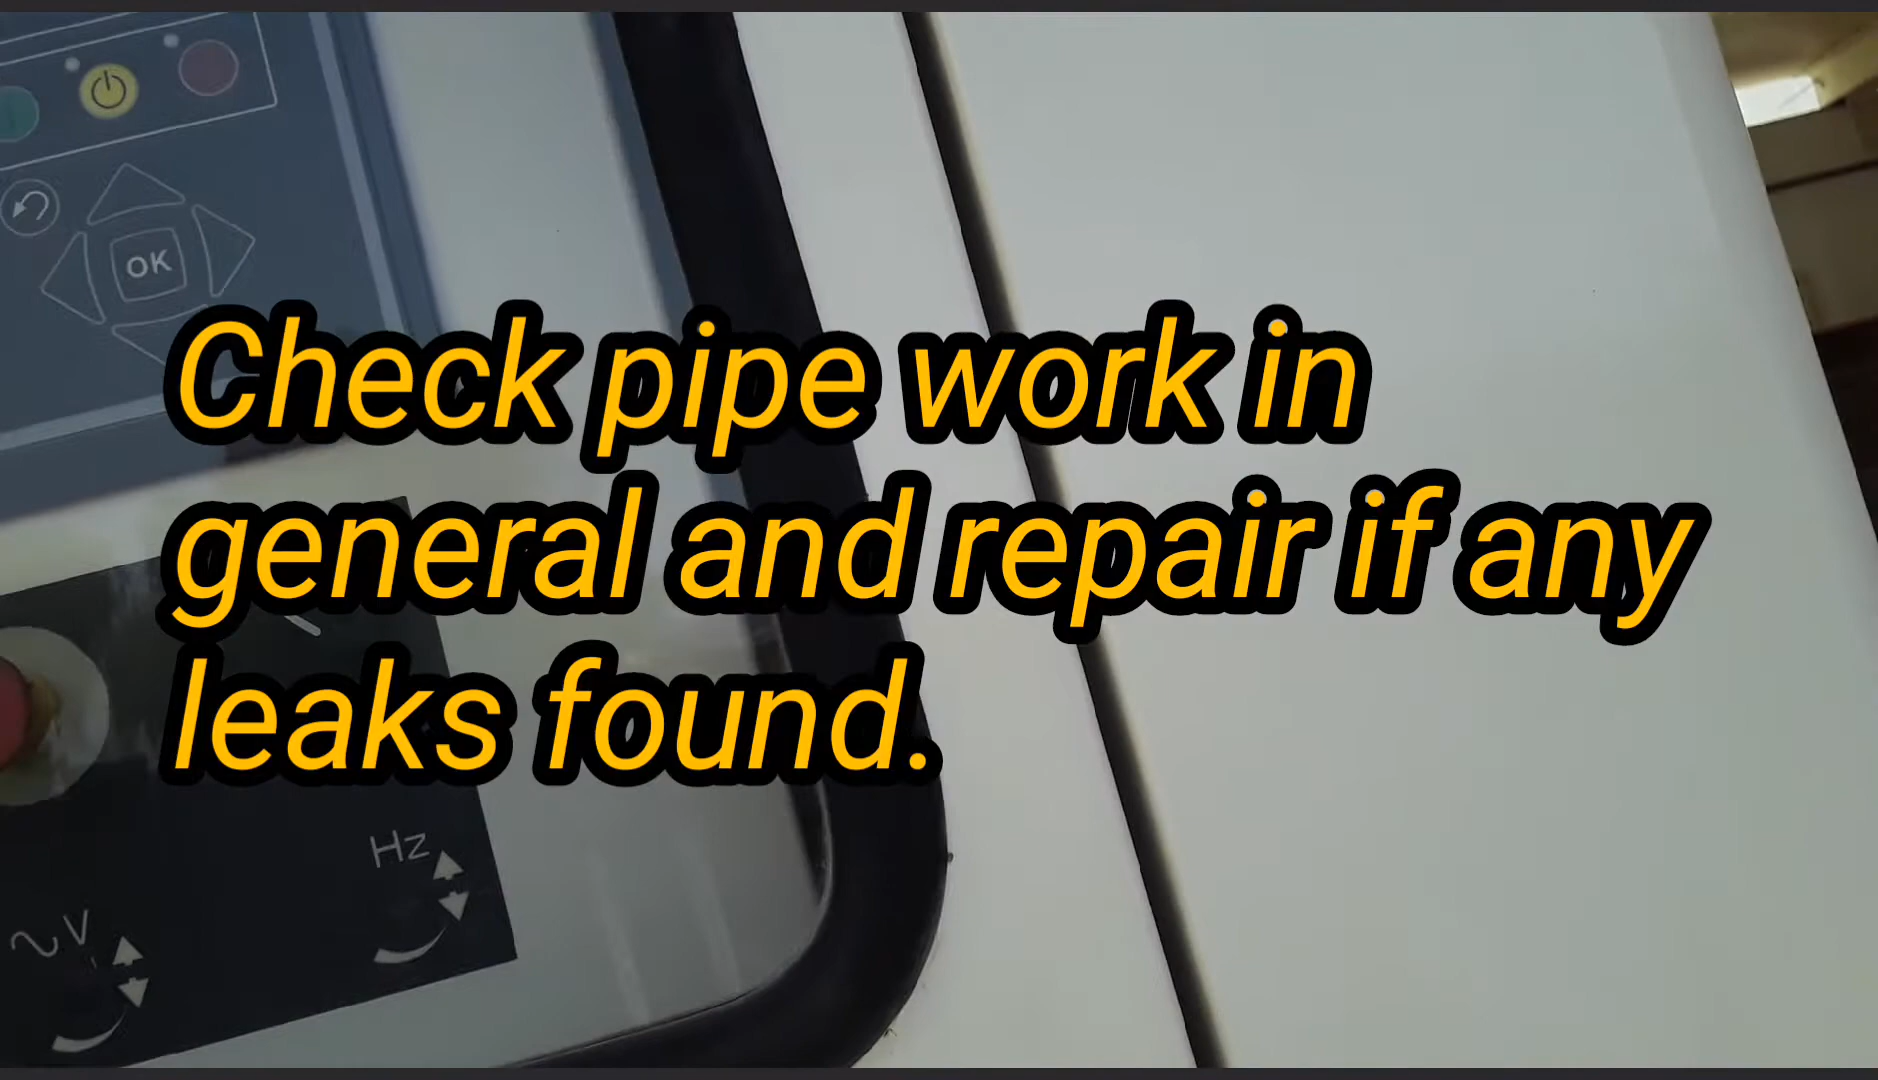 OK
Check pipe work in
general and repair if any
leaks found.
Hz
~V